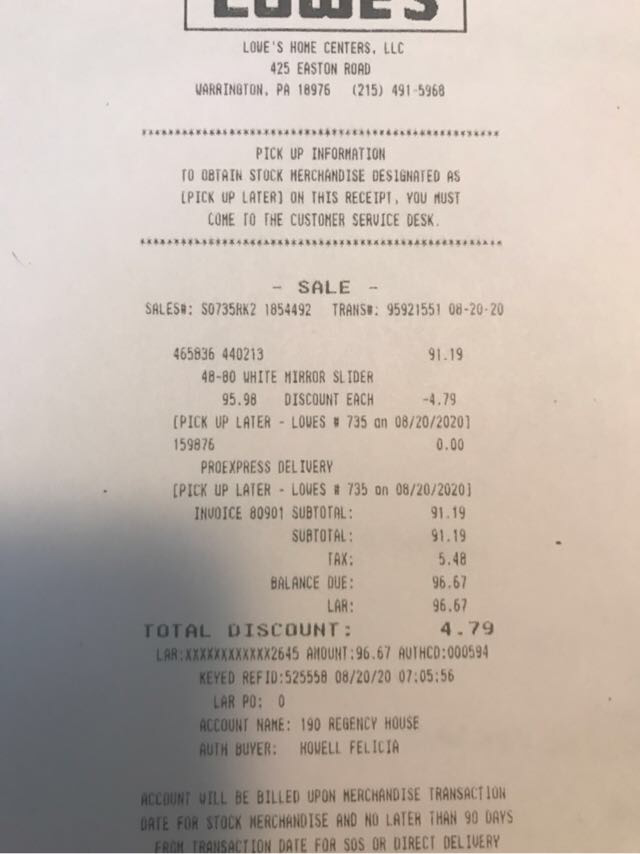 LOWE'S
LOWE'S HOME CENTERS, LLC
425 EASTON ROAD
WARRINGTON, PA 18976 (215) 491-5968
****************************************************
PICK UP INFORMATION
TO OBTAIN STOCK MERCHANDISE DESIGNATED AS
[PICK UP LATER] ON THIS RECEIPT, YOU MUST
COME TO THE CUSTOMER SERVICE DESK.
****************************************************
- SALE -
SALES#: S0735RK2 1854492 TRANS#: 95921551 08-20-20
465836 440213 91.19
48-80 WHITE MIRROR SLIDER
95.98 DISCOUNT EACH -4.79
[PICK UP LATER - LOWES # 735 on 08/20/2020]
159876 0.00
PROEXPRESS DELIVERY
[PICK UP LATER - LOWES # 735 on 08/20/2020]
INVOICE 80901 SUBTOTAL: 91.19
SUBTOTAL: 91.19
TAX: 5.48
BALANCE DUE: 96.67
LAR: 96.67
TOTAL DISCOUNT: 4.79
LAR:XXXXXXXXXXXX2645 AMOUNT:96.67 AUTHCD:000594
KEYED REFID:525558 08/20/20 07:05:56
LAR PO: 0
ACCOUNT NAME: 190 REGENCY HOUSE
AUTH BUYER: HOWELL FELICIA
ACCOUNT WILL BE BILLED UPON MERCHANDISE TRANSACTION
DATE FOR STOCK MERCHANDISE AND NO LATER THAN 90 DAYS
FROM TRANSACTION DATE FOR SOS OR DIRECT DELIVERY